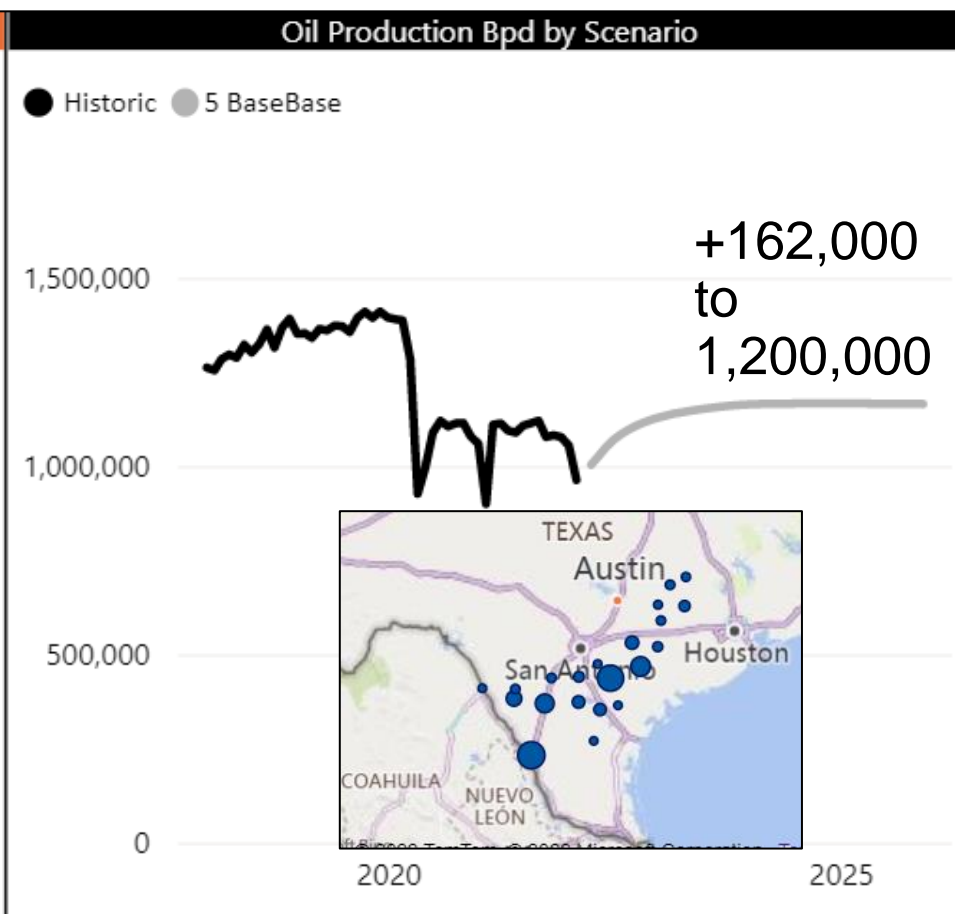 Oil Production Bpd by Scenario
Historic 5 BaseBase
+162,000
to
1,200,000
1,500,000
1,000,000
500,000
0
TEXAS
Austin
San Antonio
Houston
COAHUILA
NUEVO
LEÓN
2020 2025